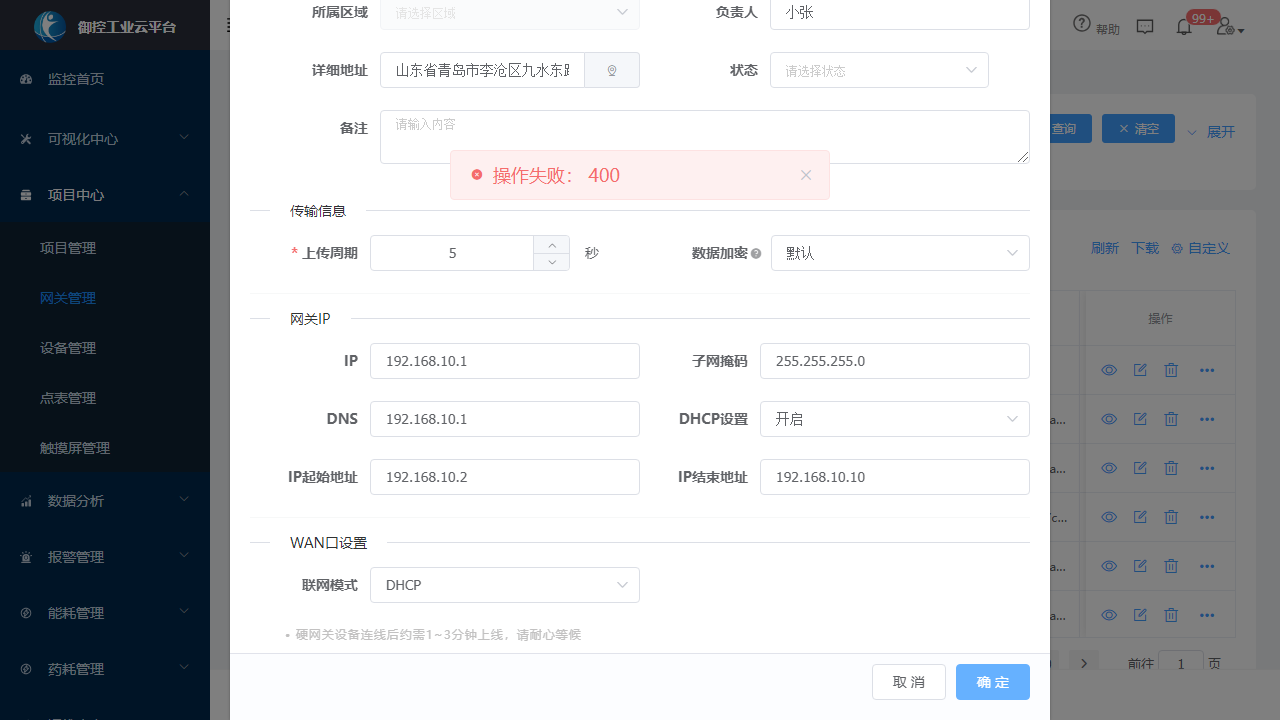 御控工业云平台
帮助
99+
监控首页
可视化中心
项目中心
项目管理
网关管理
设备管理
点表管理
触摸屏管理
数据分析
报警管理
能耗管理
药耗管理
所属区域 请选择区域
负责人 小张
详细地址 山东省青岛市李沧区九水东
状态 请选择状态
备注 请输入内容
操作失败： 400
传输信息
* 上传周期 5 秒
数据加密 默认
网关IP
IP 192.168.10.1
子网掩码 255.255.255.0
DNS 192.168.10.1
DHCP设置 开启
IP起始地址 192.168.10.2
IP结束地址 192.168.10.10
WAN口设置
联网模式 DHCP
• 硬网关设备连线后约需1~3分钟上线，请耐心等候
取 消 确 定
查询 清空 展开
刷新 下载 自定义
操作
a...
a...
'c...
a...
a...
前往 1 页